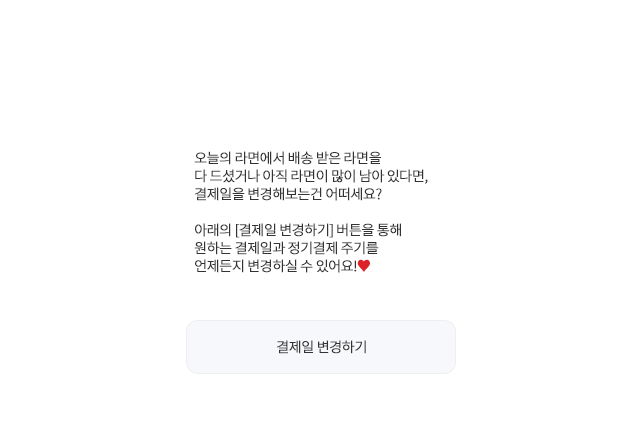 오늘의 라면에서 배송 받은 라면을
다 드셨거나 아직 라면이 많이 남아 있다면,
결제일을 변경해보는건 어떠세요?
아래의 [결제일 변경하기] 버튼을 통해
원하는 결제일과 정기결제 주기를
언제든지 변경하실 수 있어요!♥
결제일 변경하기